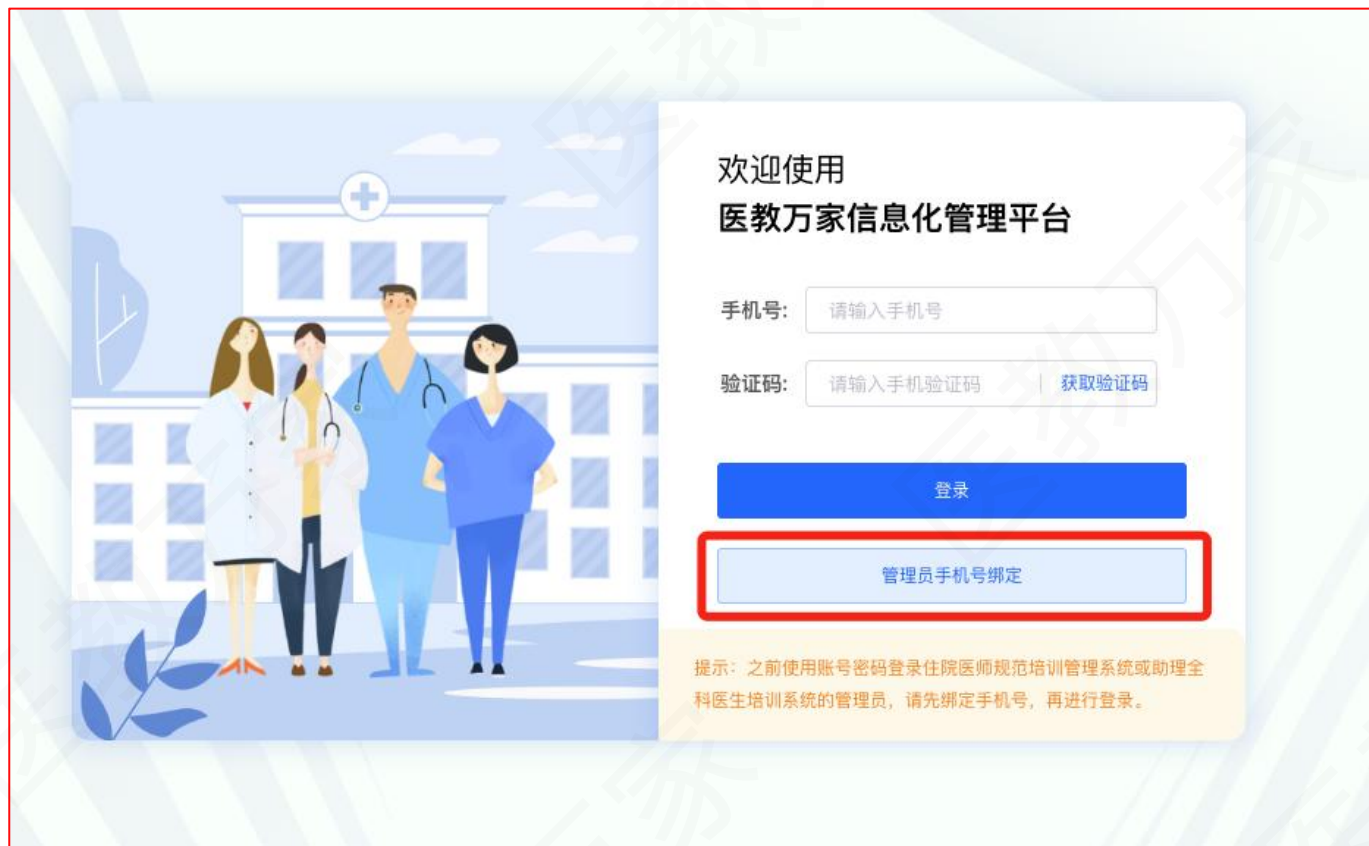 欢迎使用
医教万家信息化管理平台
手机号: 请输入手机号
验证码: 请输入手机验证码 获取验证码
登录
管理员手机号绑定
提示：之前使用账号密码登录住院医师规范培训管理系统或助理全
科医生培训系统的管理员，请先绑定手机号，再进行登录。
医教万家